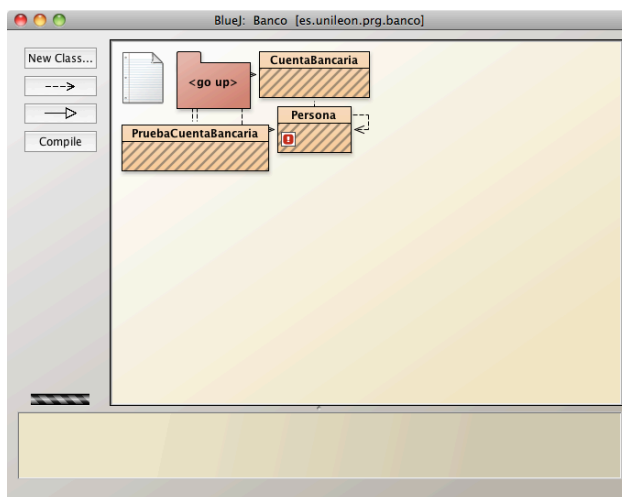 BlueJ: Banco [es.unileon.prg.banco]
New Class...
Compile
<go up>
CuentaBancaria
Persona
PruebaCuentaBancaria